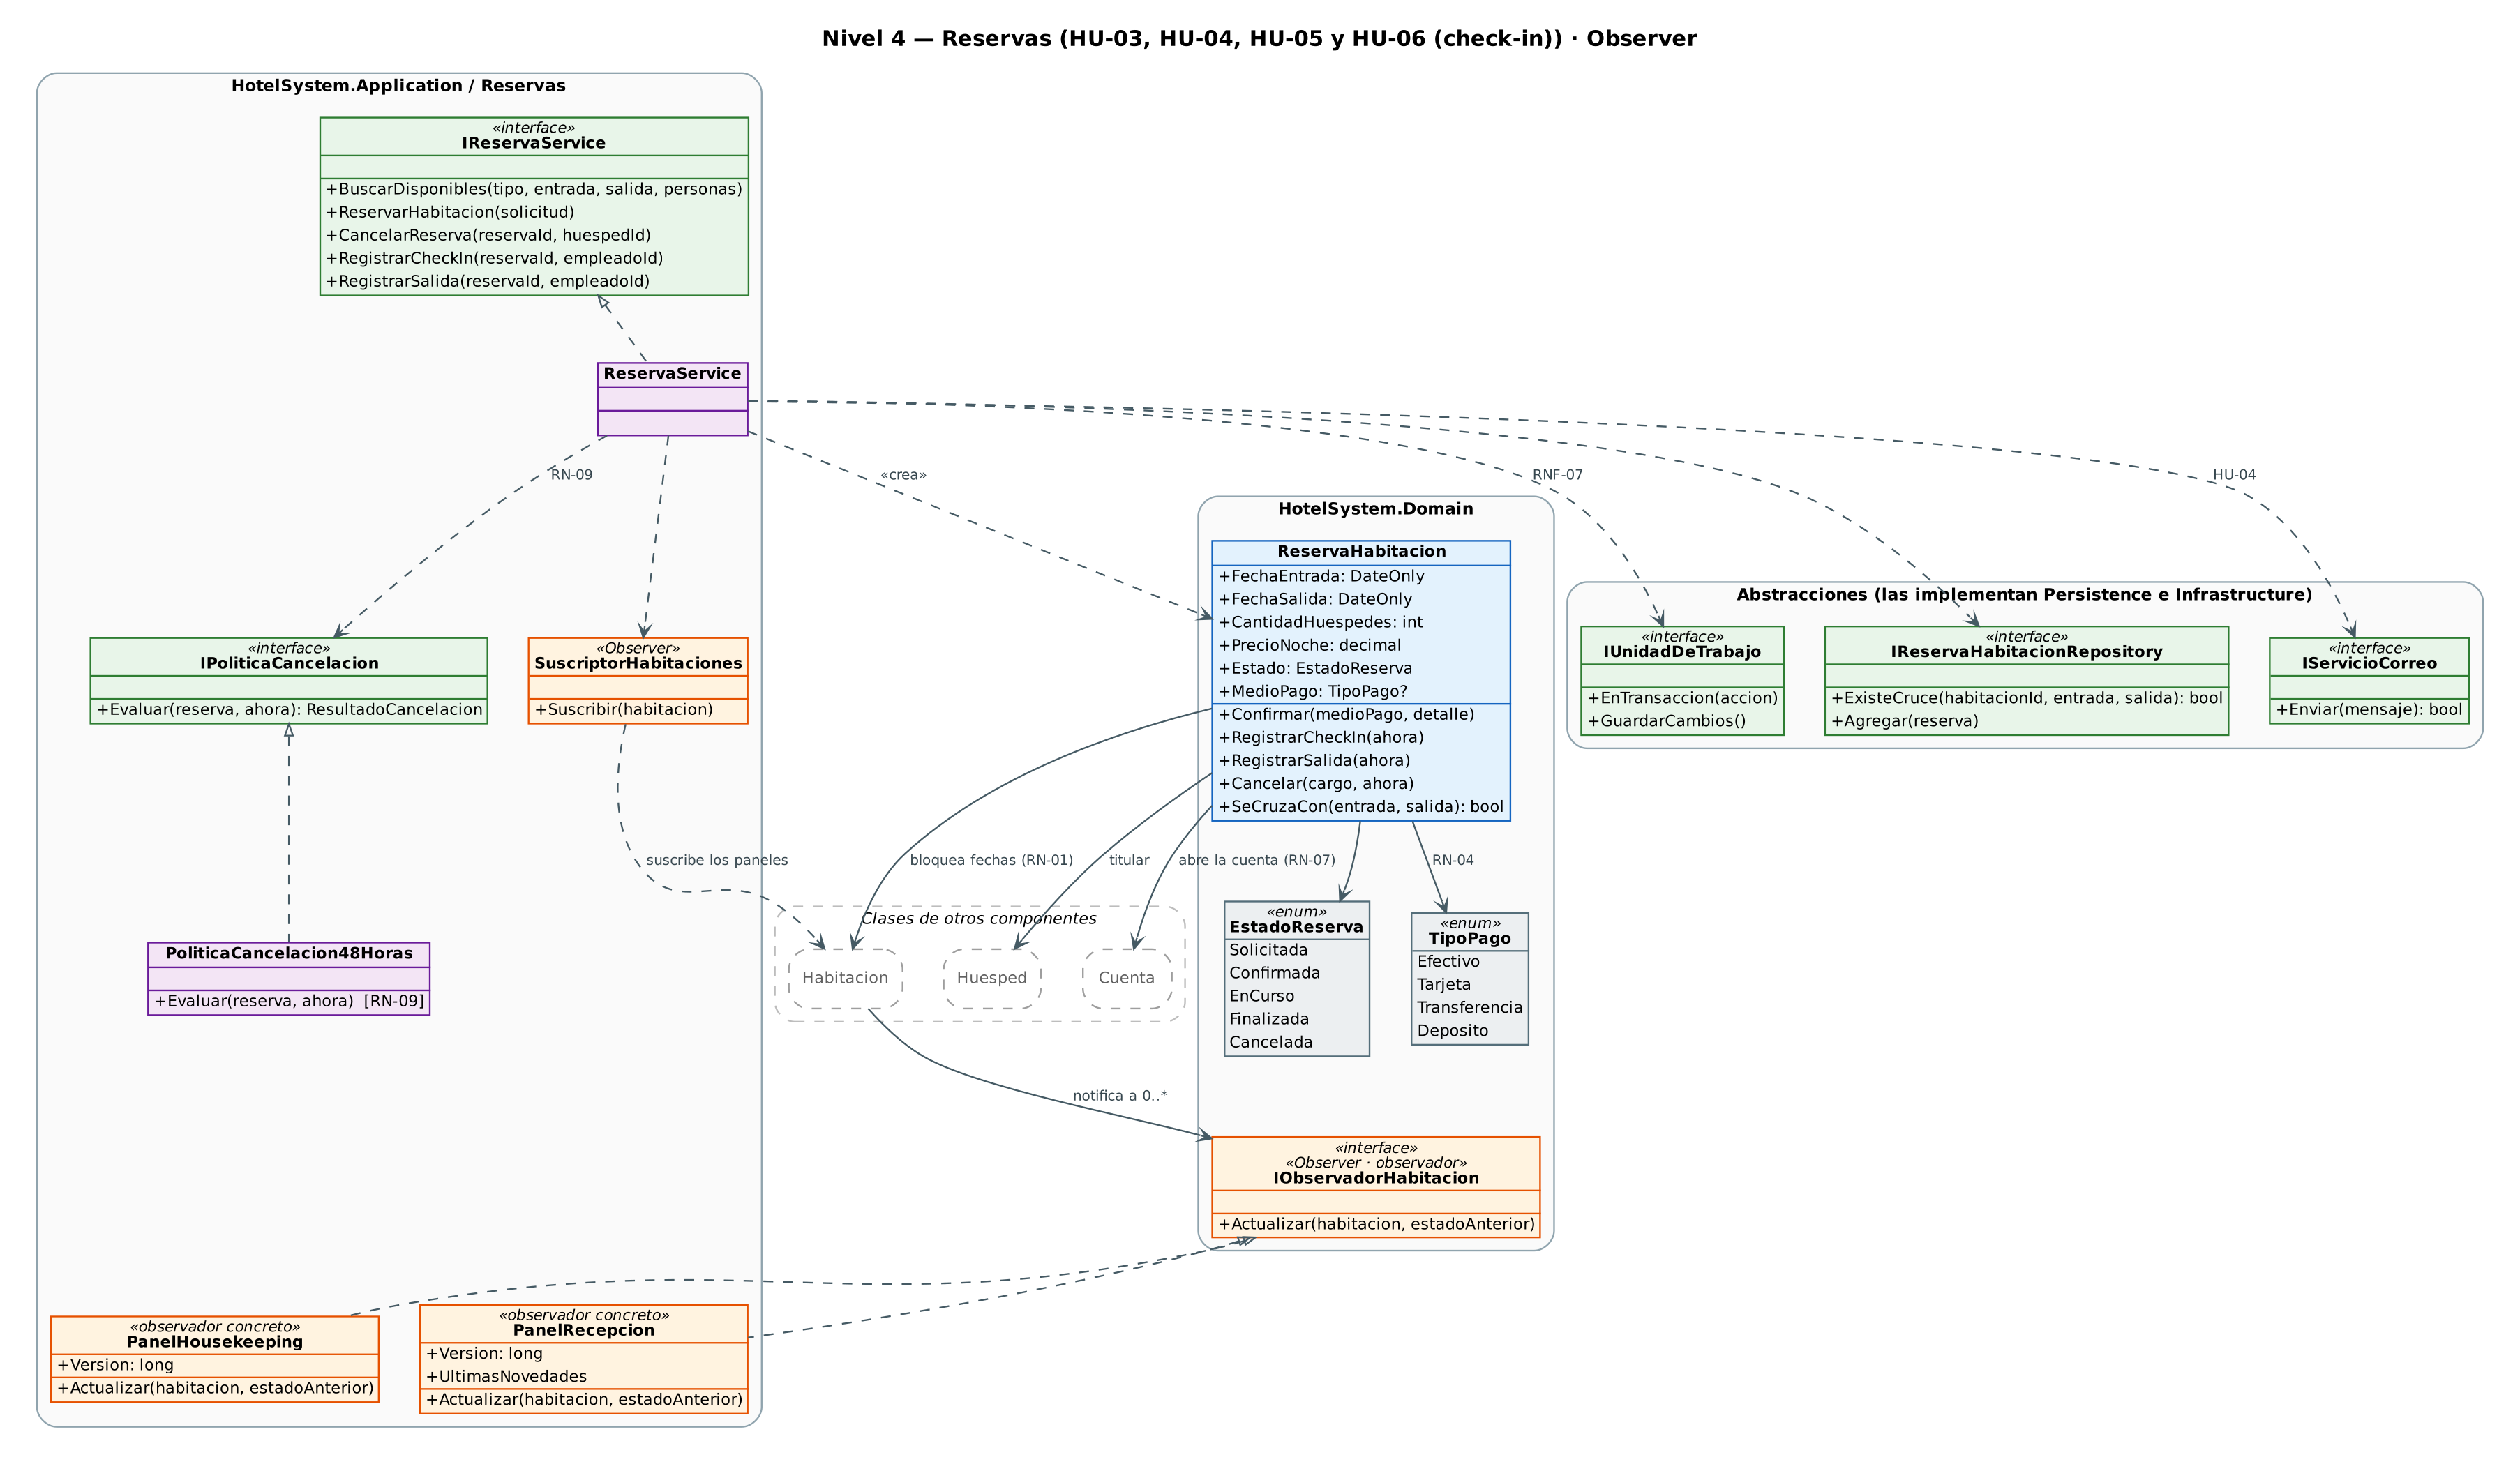 Nivel 4 — Reservas (HU-03, HU-04, HU-05 y HU-06 (check-in)) · Observer
HotelSystem.Application / Reservas
«interface»
IReservaService
+BuscarDisponibles(tipo, entrada, salida, personas)
+ReservarHabitacion(solicitud)
+CancelarReserva(reservaId, huespedId)
+RegistrarCheckIn(reservaId, empleadoId)
+RegistrarSalida(reservaId, empleadoId)
ReservaService
RN-09
«crea»
RNF-07
HU-04
HotelSystem.Domain
ReservaHabitacion
+FechaEntrada: DateOnly
+FechaSalida: DateOnly
+CantidadHuespedes: int
+PrecioNoche: decimal
+Estado: EstadoReserva
+MedioPago: TipoPago?
+Confirmar(medioPago, detalle)
+RegistrarCheckIn(ahora)
+RegistrarSalida(ahora)
+Cancelar(cargo, ahora)
+SeCruzaCon(entrada, salida): bool
Abstracciones (las implementan Persistence e Infrastructure)
«interface»
IUnidadDeTrabajo
+EnTransaccion(accion)
+GuardarCambios()
«interface»
IReservaHabitacionRepository
+ExisteCruce(habitacionId, entrada, salida): bool
+Agregar(reserva)
«interface»
IServicioCorreo
+Enviar(mensaje): bool
«interface»
IPoliticaCancelacion
+Evaluar(reserva, ahora): ResultadoCancelacion
«Observer»
SuscriptorHabitaciones
+Suscribir(habitacion)
suscribe los paneles
bloquea fechas (RN-01)
titular
abre la cuenta (RN-07)
RN-04
Clases de otros componentes
Habitacion
Huesped
Cuenta
«enum»
EstadoReserva
Solicitada
Confirmada
EnCurso
Finalizada
Cancelada
«enum»
TipoPago
Efectivo
Tarjeta
Transferencia
Deposito
PoliticaCancelacion48Horas
+Evaluar(reserva, ahora)  [RN-09]
notifica a 0..*
«interface»
«Observer · observador»
IObservadorHabitacion
+Actualizar(habitacion, estadoAnterior)
«observador concreto»
PanelHousekeeping
+Version: long
+Actualizar(habitacion, estadoAnterior)
«observador concreto»
PanelRecepcion
+Version: long
+UltimasNovedades
+Actualizar(habitacion, estadoAnterior)